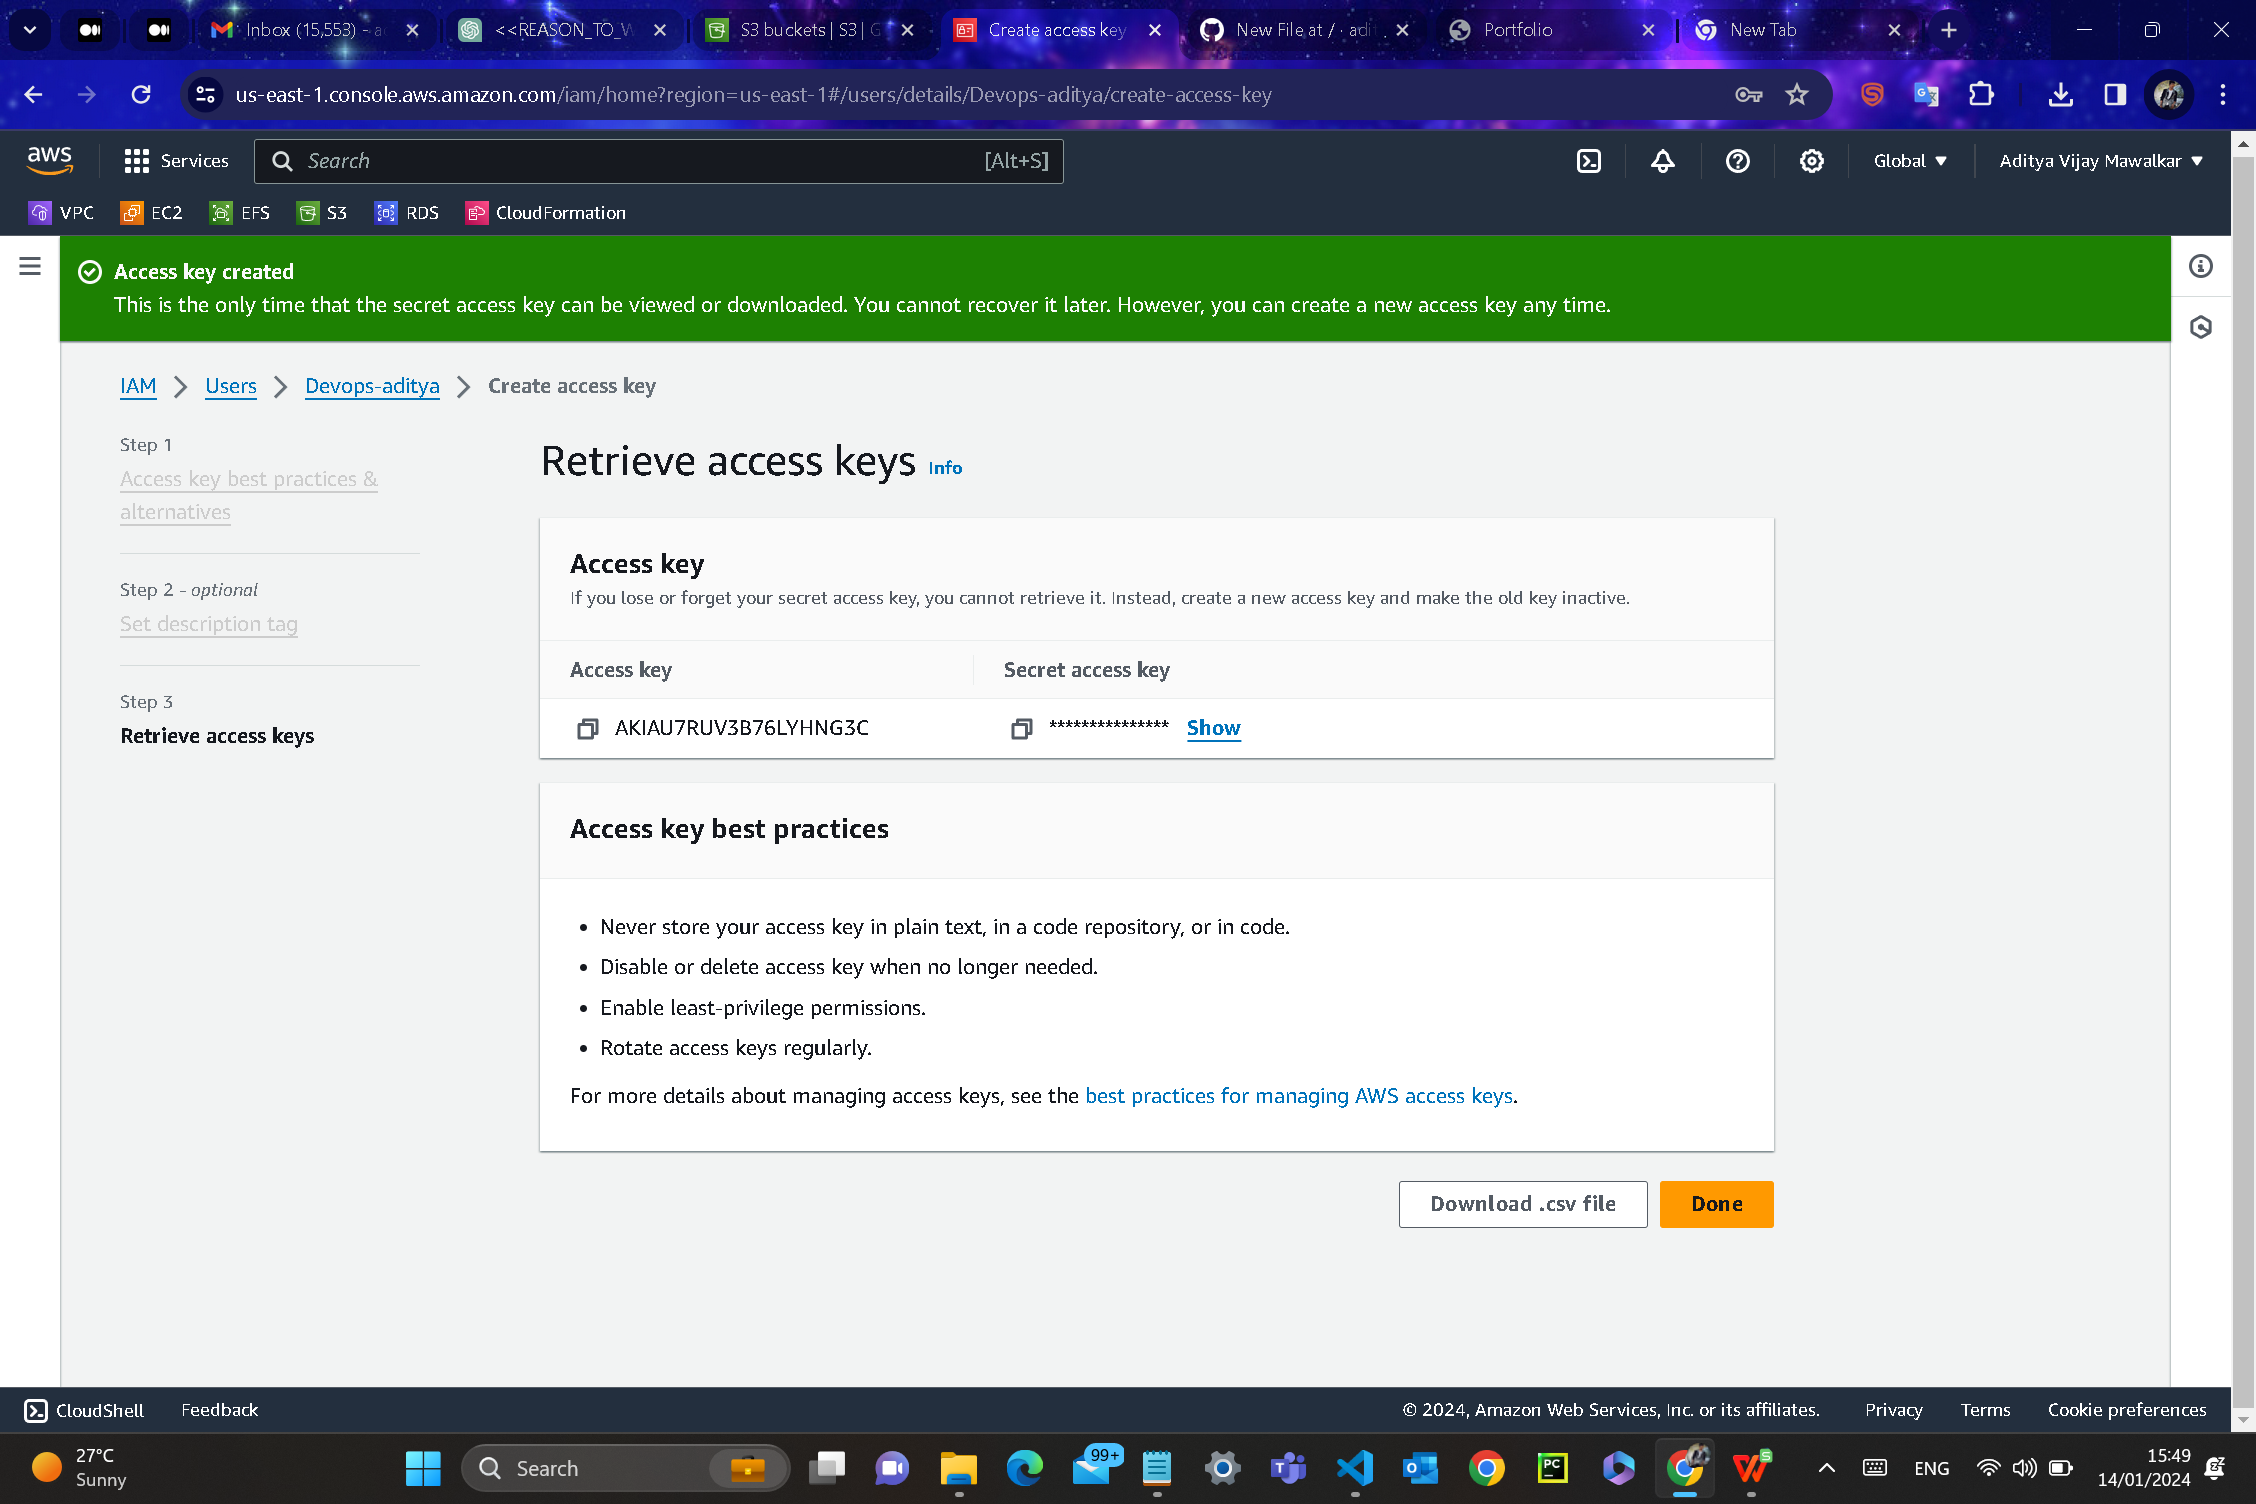 Inbox (15,553) - a
<<REASON_TO_W
S3 buckets | S3 | G
Create access key
New File at / · adit
Portfolio
New Tab
us-east-1.console.aws.amazon.com/iam/home?region=us-east-1#/users/details/Devops-aditya/create-access-key
aws
Services
Search
[Alt+S]
Global
Aditya Vijay Mawalkar
VPC
EC2
EFS
S3
RDS
CloudFormation
Access key created
This is the only time that the secret access key can be viewed or downloaded. You cannot recover it later. However, you can create a new access key any time.
IAM
Users
Devops-aditya
Create access key
Step 1
Access key best practices &
alternatives
Step 2 - optional
Set description tag
Step 3
Retrieve access keys
Retrieve access keys Info
Access key
If you lose or forget your secret access key, you cannot retrieve it. Instead, create a new access key and make the old key inactive.
Access key
Secret access key
AKIAU7RUV3B76LYHNG3C
*************** Show
Access key best practices
• Never store your access key in plain text, in a code repository, or in code.
• Disable or delete access key when no longer needed.
• Enable least-privilege permissions.
• Rotate access keys regularly.
For more details about managing access keys, see the best practices for managing AWS access keys.
Download .csv file
Done
CloudShell
Feedback
© 2024, Amazon Web Services, Inc. or its affiliates.
Privacy
Terms
Cookie preferences
27°C
Sunny
Search
99+
PC
ENG
15:49
14/01/2024